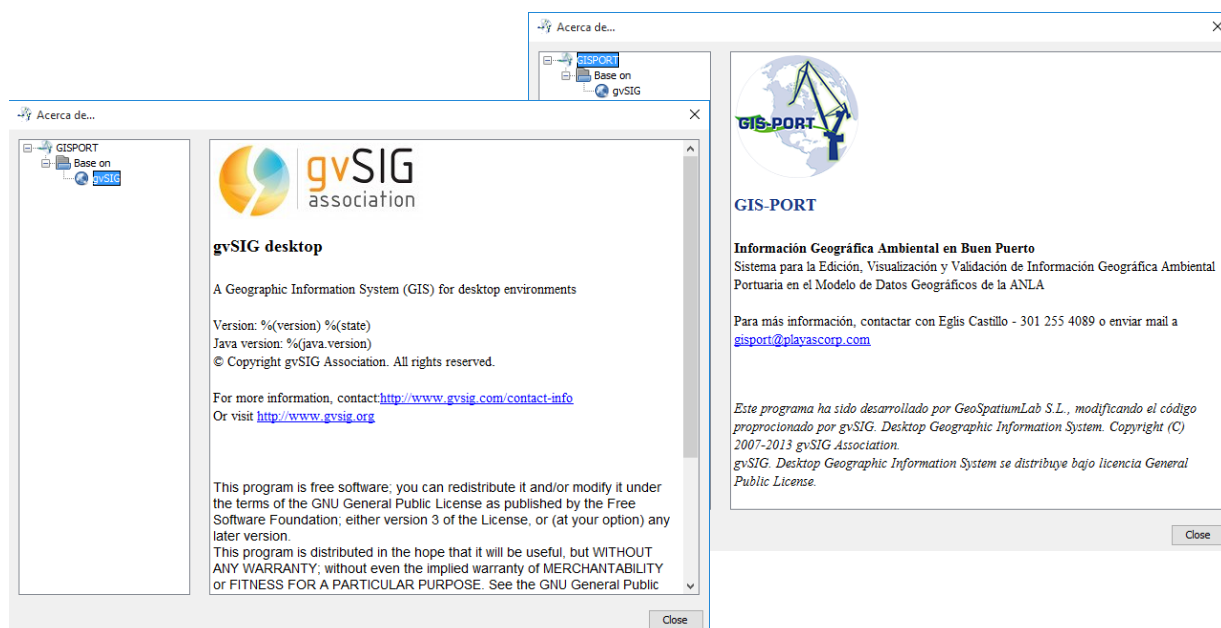 Acerca de...
GISPORT
Base on
gvSIG
GIS-PORT
GIS-PORT
Información Geográfica Ambiental en Buen Puerto
Sistema para la Edición, Visualización y Validación de Información Geográfica Ambiental
Portuaria en el Modelo de Datos Geográficos de la ANLA
Para más información, contactar con Eglis Castillo - 301 255 4089 o enviar mail a
gisport@playascorp.com
Este programa ha sido desarrollado por GeoSpatiumLab S.L., modificando el código
proprocionado por gvSIG. Desktop Geographic Information System. Copyright (C)
2007-2013 gvSIG Association.
gvSIG. Desktop Geographic Information System se distribuye bajo licencia General
Public License.
Close
Acerca de...
GISPORT
Base on
gvSIG
gvSIG
association
gvSIG desktop
A Geographic Information System (GIS) for desktop environments
Version: %(version) %(state)
Java version: %(java.version)
© Copyright gvSIG Association. All rights reserved.
For more information, contact:http://www.gvsig.com/contact-info
Or visit http://www.gvsig.org
This program is free software; you can redistribute it and/or modify it under
the terms of the GNU General Public License as published by the Free
Software Foundation; either version 3 of the License, or (at your option) any
later version.
This program is distributed in the hope that it will be useful, but WITHOUT
ANY WARRANTY; without even the implied warranty of MERCHANTABILITY
or FITNESS FOR A PARTICULAR PURPOSE. See the GNU General Public
Close